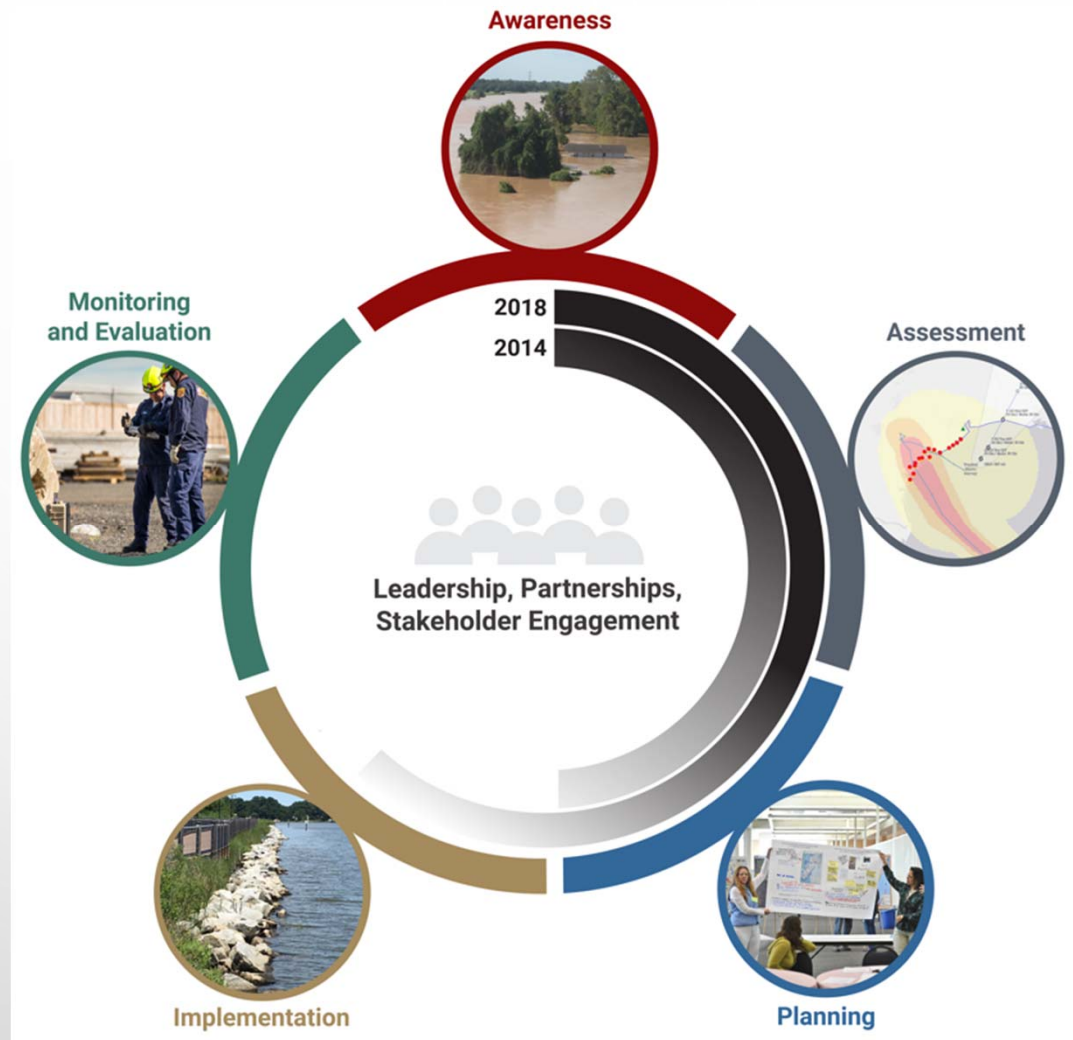 Awareness
Monitoring
and Evaluation
2018
2014
Assessment
Leadership, Partnerships,
Stakeholder Engagement
Implementation
Planning